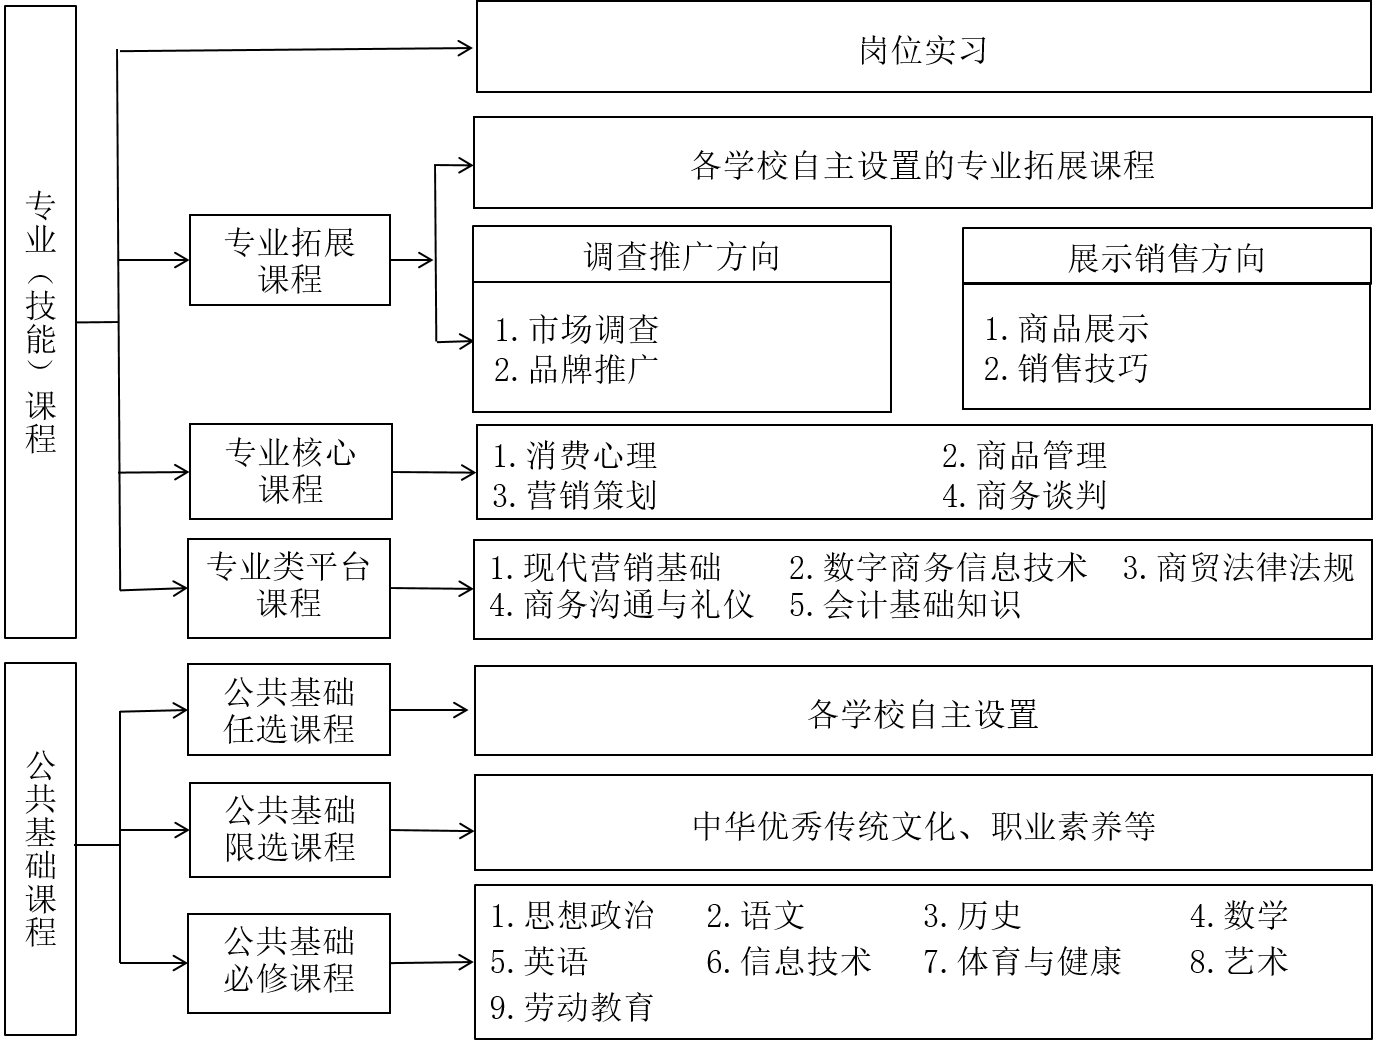 专业（技能）课程
岗位实习
专业拓展
课程
各学校自主设置的专业拓展课程
调查推广方向
1.市场调查
2.品牌推广
展示销售方向
1.商品展示
2.销售技巧
专业核心
课程
1.消费心理 2.商品管理
3.营销策划 4.商务谈判
专业类平台
课程
1.现代营销基础 2.数字商务信息技术 3.商贸法律法规
4.商务沟通与礼仪 5.会计基础知识
公共基础课程
公共基础
任选课程
各学校自主设置
公共基础
限选课程
中华优秀传统文化、职业素养等
公共基础
必修课程
1.思想政治 2.语文 3.历史 4.数学
5.英语 6.信息技术 7.体育与健康 8.艺术
9.劳动教育